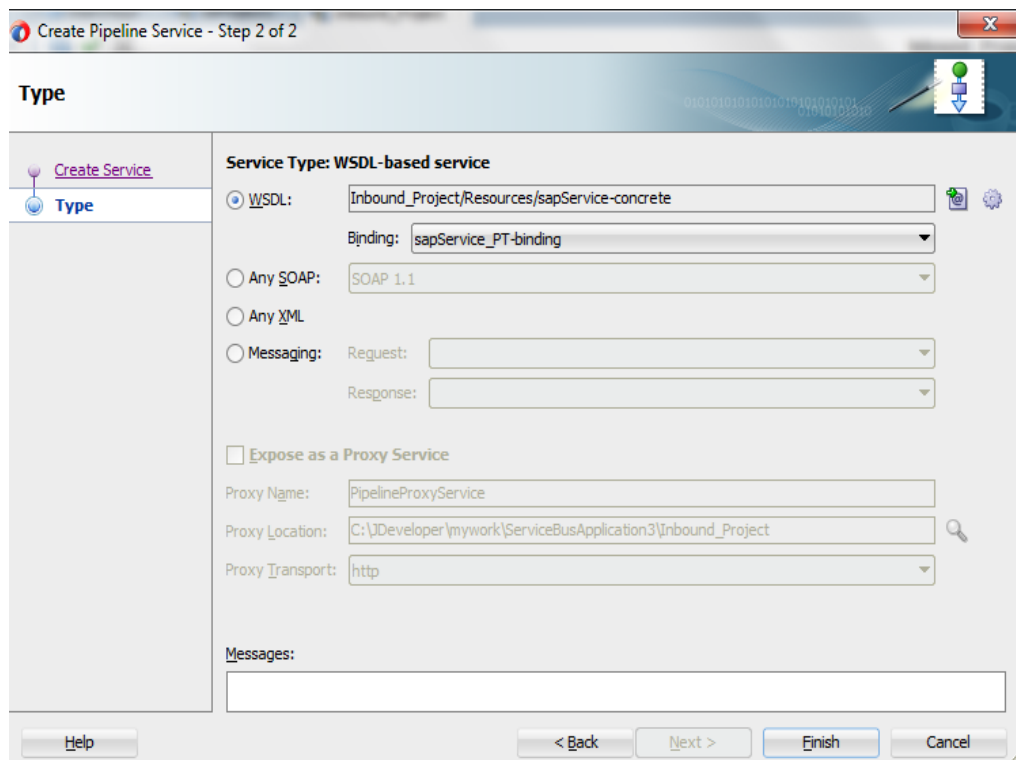 Create Pipeline Service - Step 2 of 2
Type
Create Service
Type
Service Type: WSDL-based service
WSDL: Inbound_Project/Resources/sapService-concrete
Binding: sapService_PT-binding
Any SOAP: SOAP 1.1
Any XML
Messaging: Request:
Response:
Expose as a Proxy Service
Proxy Name: PipelineProxyService
Proxy Location: C:\JDeveloper\mywork\ServiceBusApplication3\Inbound_Project
Proxy Transport: http
Messages:
Help
< Back
Next >
Finish
Cancel